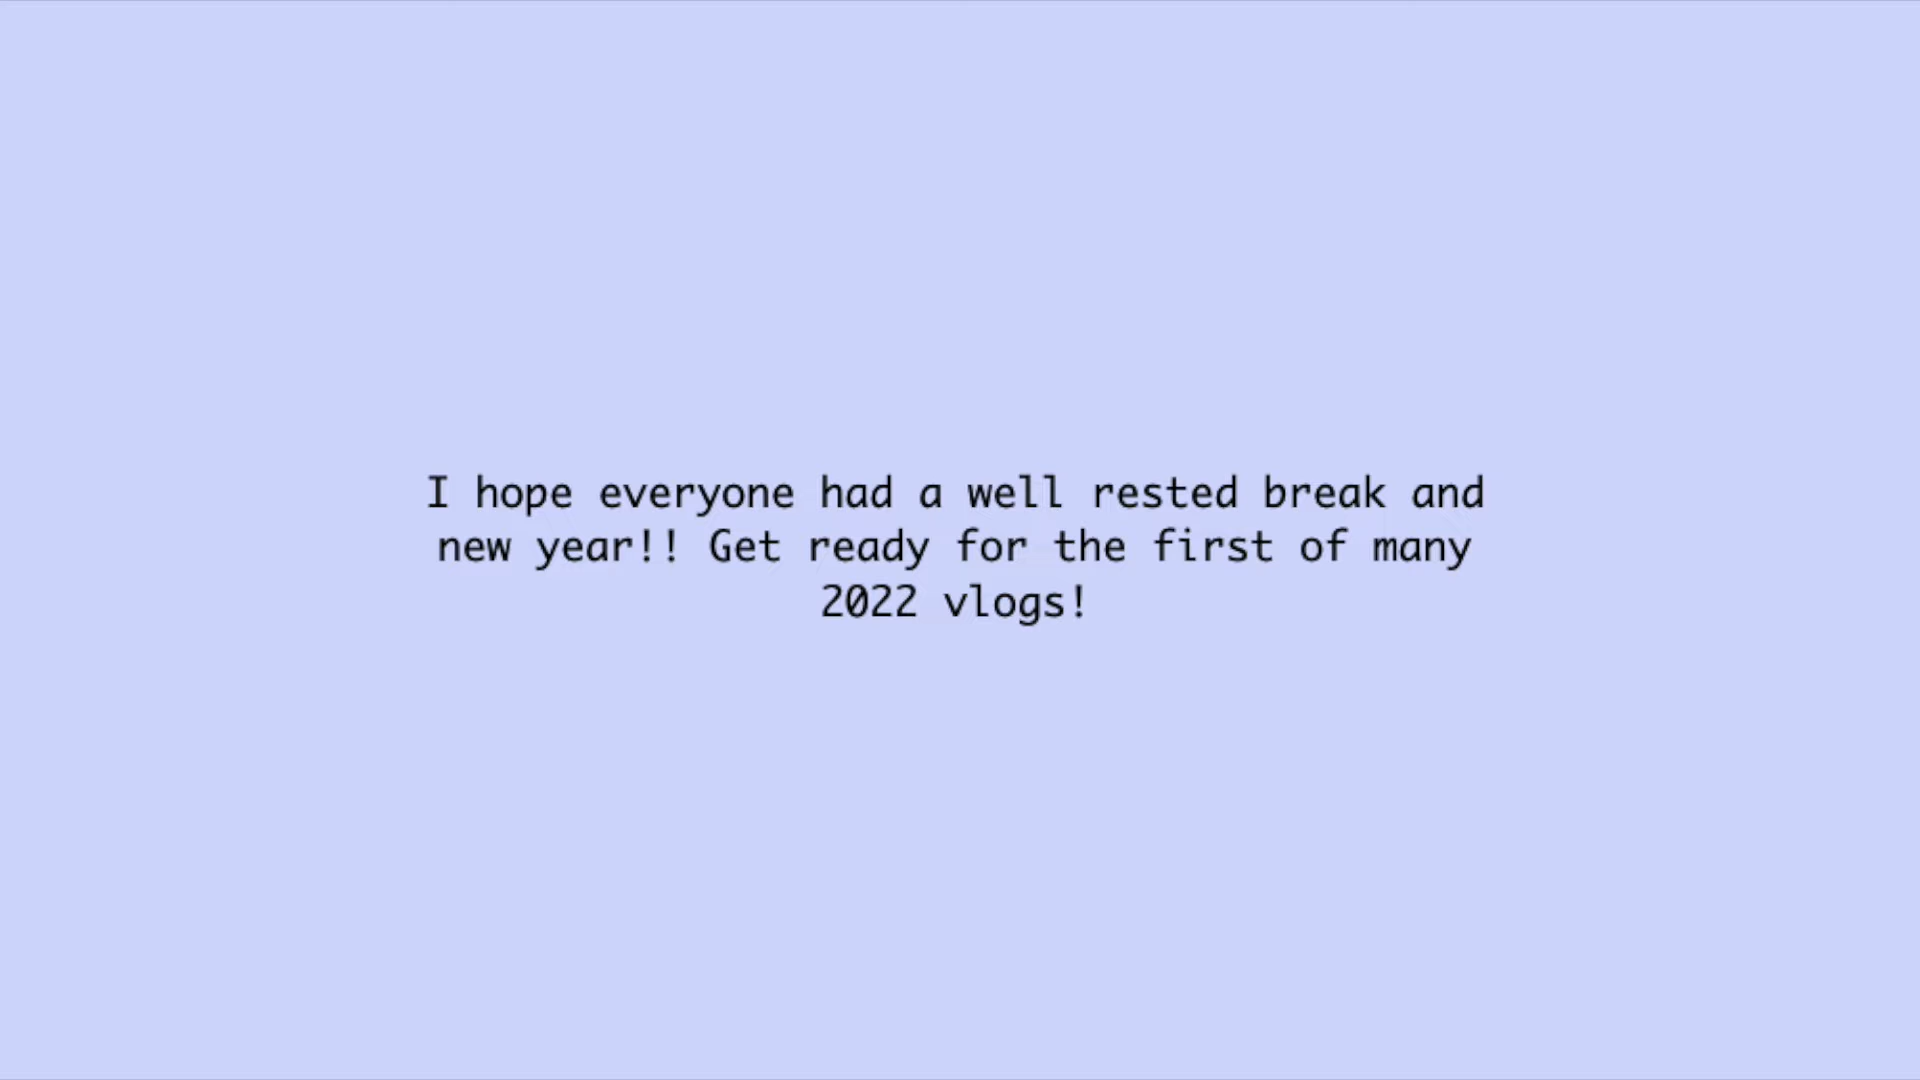 I hope everyone had a well rested break and
new year!! Get ready for the first of many
2022 vlogs!